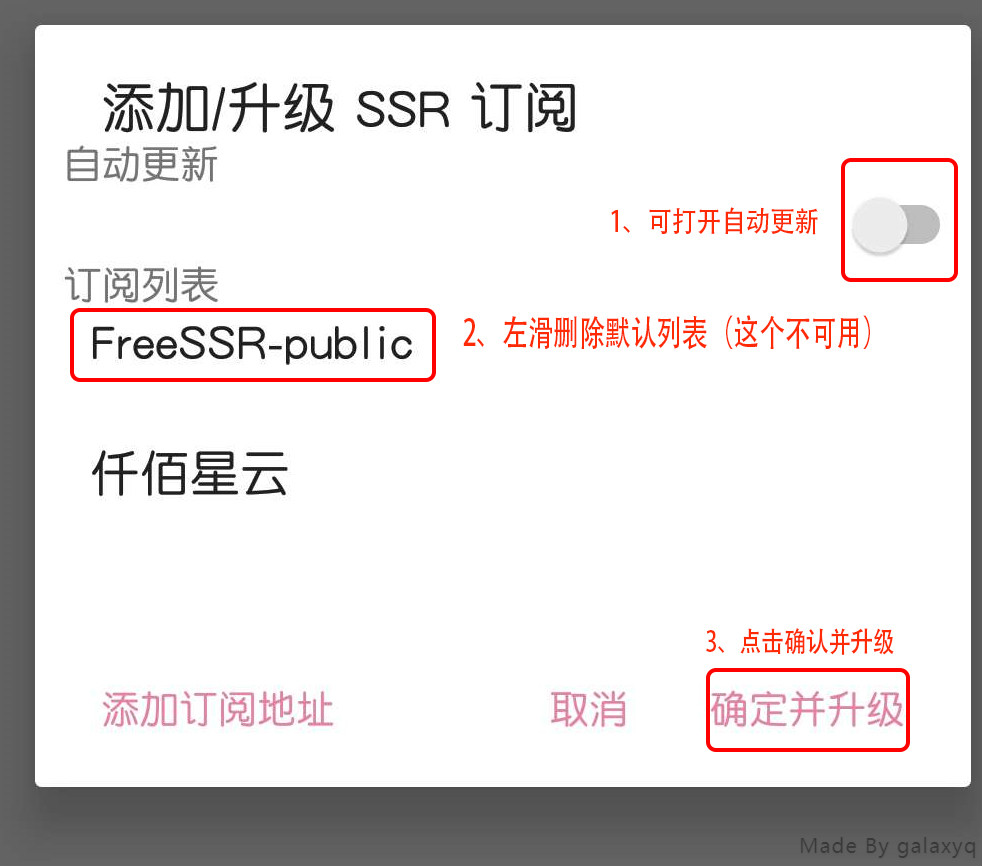 添加/升级 SSR 订阅
自动更新
1、可打开自动更新
订阅列表
FreeSSR-public
2、左滑删除默认列表（这个不可用）
仟佰星云
3、点击确认并升级
添加订阅地址
取消
确定并升级
Made By galaxyq